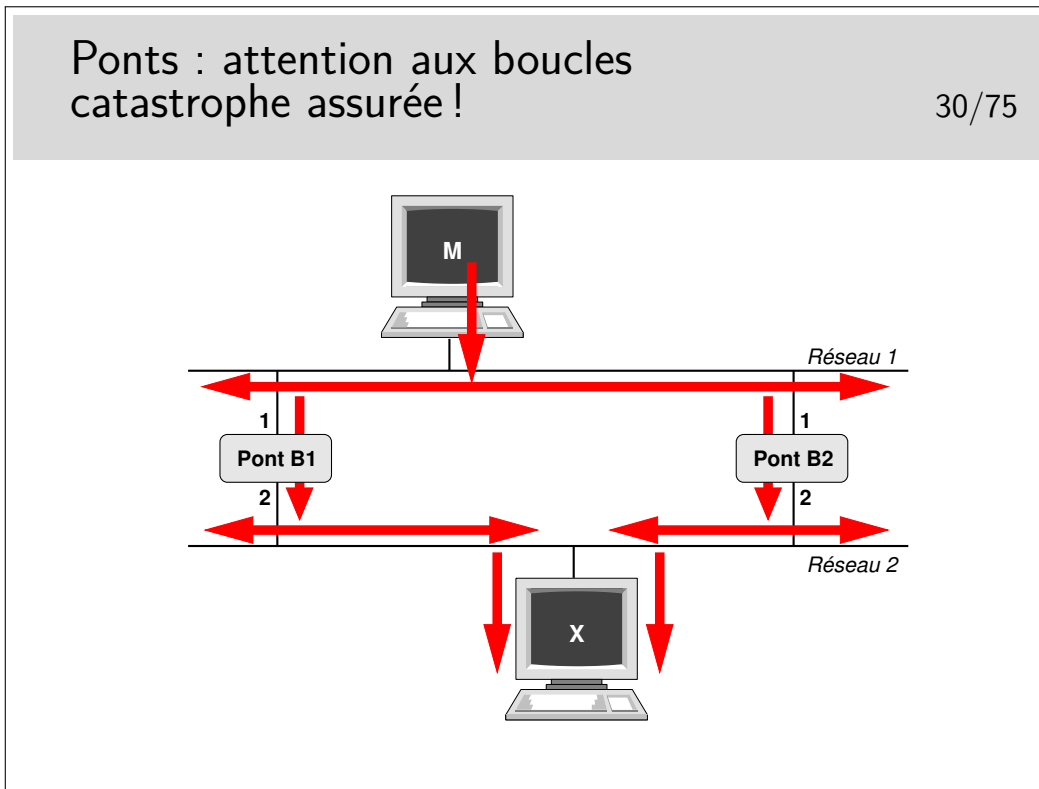 Ponts : attention aux boucles
catastrophe assurée !
30/75
M
Réseau 1
1
1
Pont B1
Pont B2
2
2
Réseau 2
X